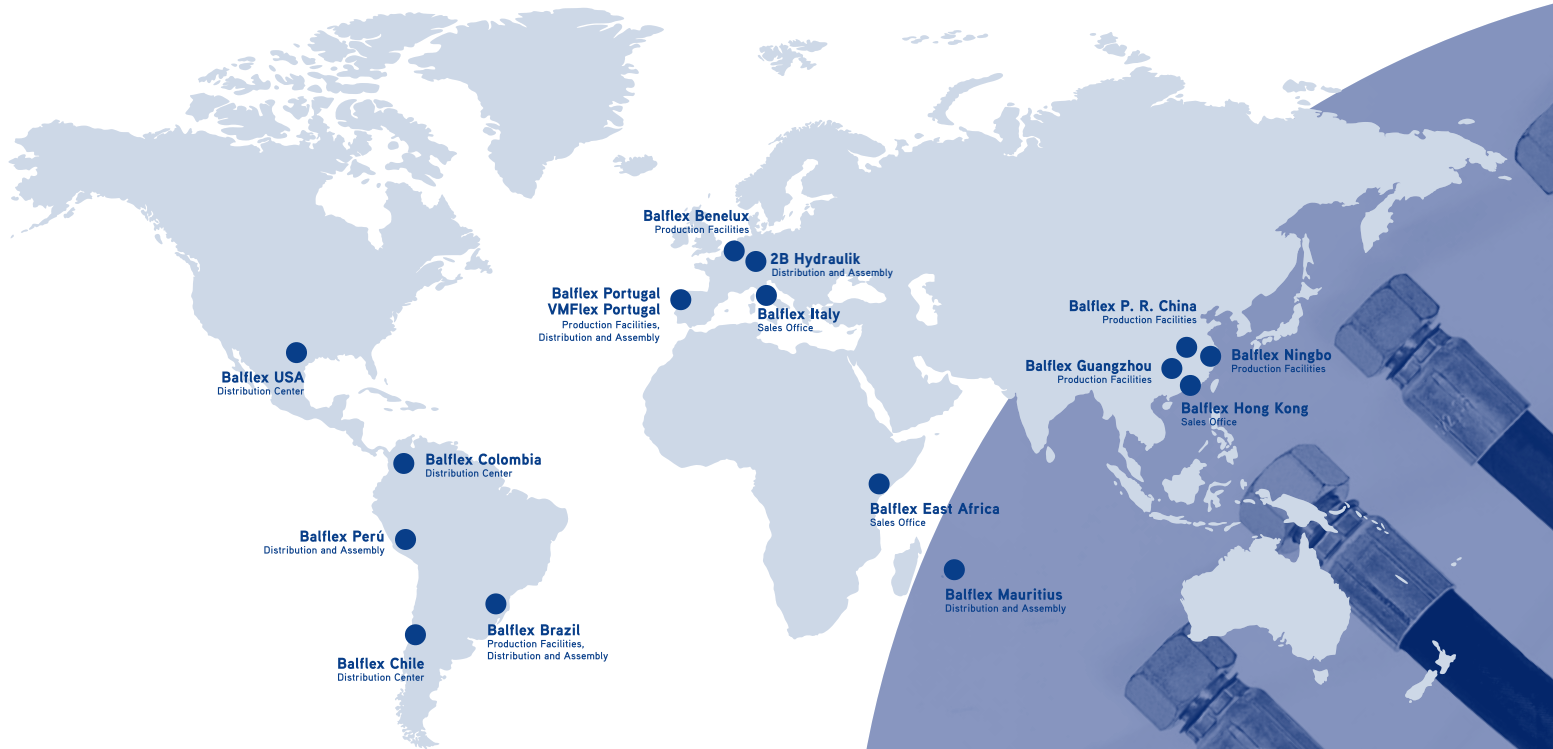 Balflex Benelux
Production Facilities
2B Hydraulik
Distribution and Assembly
Balflex Portugal
VMFlex Portugal
Production Facilities,
Distribution and Assembly
Balflex Italy
Sales Office
Balflex P. R. China
Production Facilities
Balflex Ningbo
Production Facilities
Balflex Guangzhou
Production Facilities
Balflex Hong Kong
Sales Office
Balflex USA
Distribution Center
Balflex Colombia
Distribution Center
Balflex East Africa
Sales Office
Balflex Perú
Distribution and Assembly
Balflex Mauritius
Distribution and Assembly
Balflex Brazil
Production Facilities,
Distribution and Assembly
Balflex Chile
Distribution Center